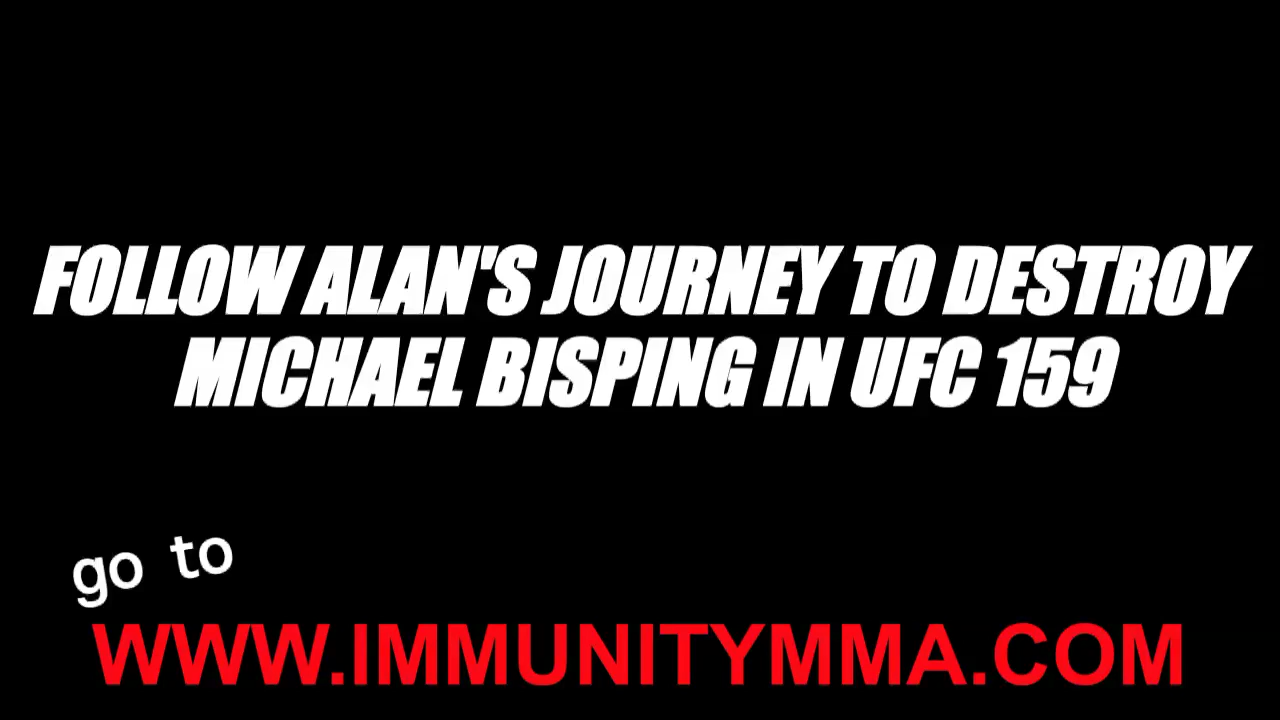 FOLLOW ALAN'S JOURNEY TO DESTROY
MICHAEL BISPING IN UFC 159
go to
WWW.IMMUNITYMMA.COM